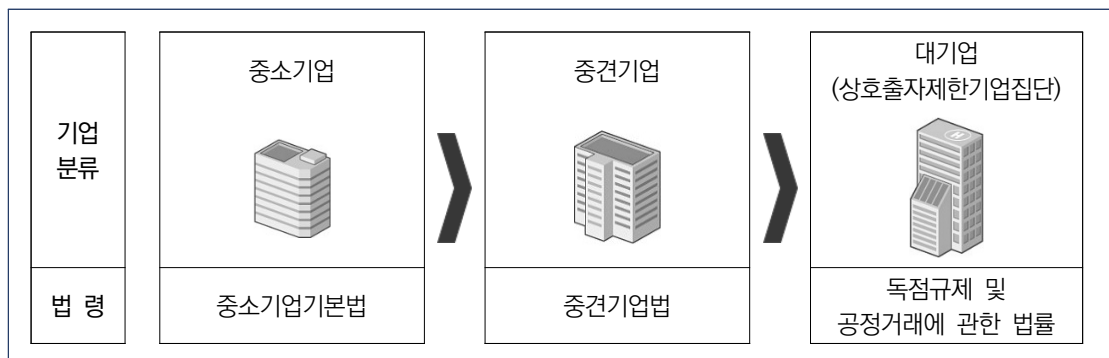 기업
분류
중소기업
중견기업
대기업
(상호출자제한기업집단)
H
법 령
중소기업기본법
중견기업법
독점규제 및
공정거래에 관한 법률